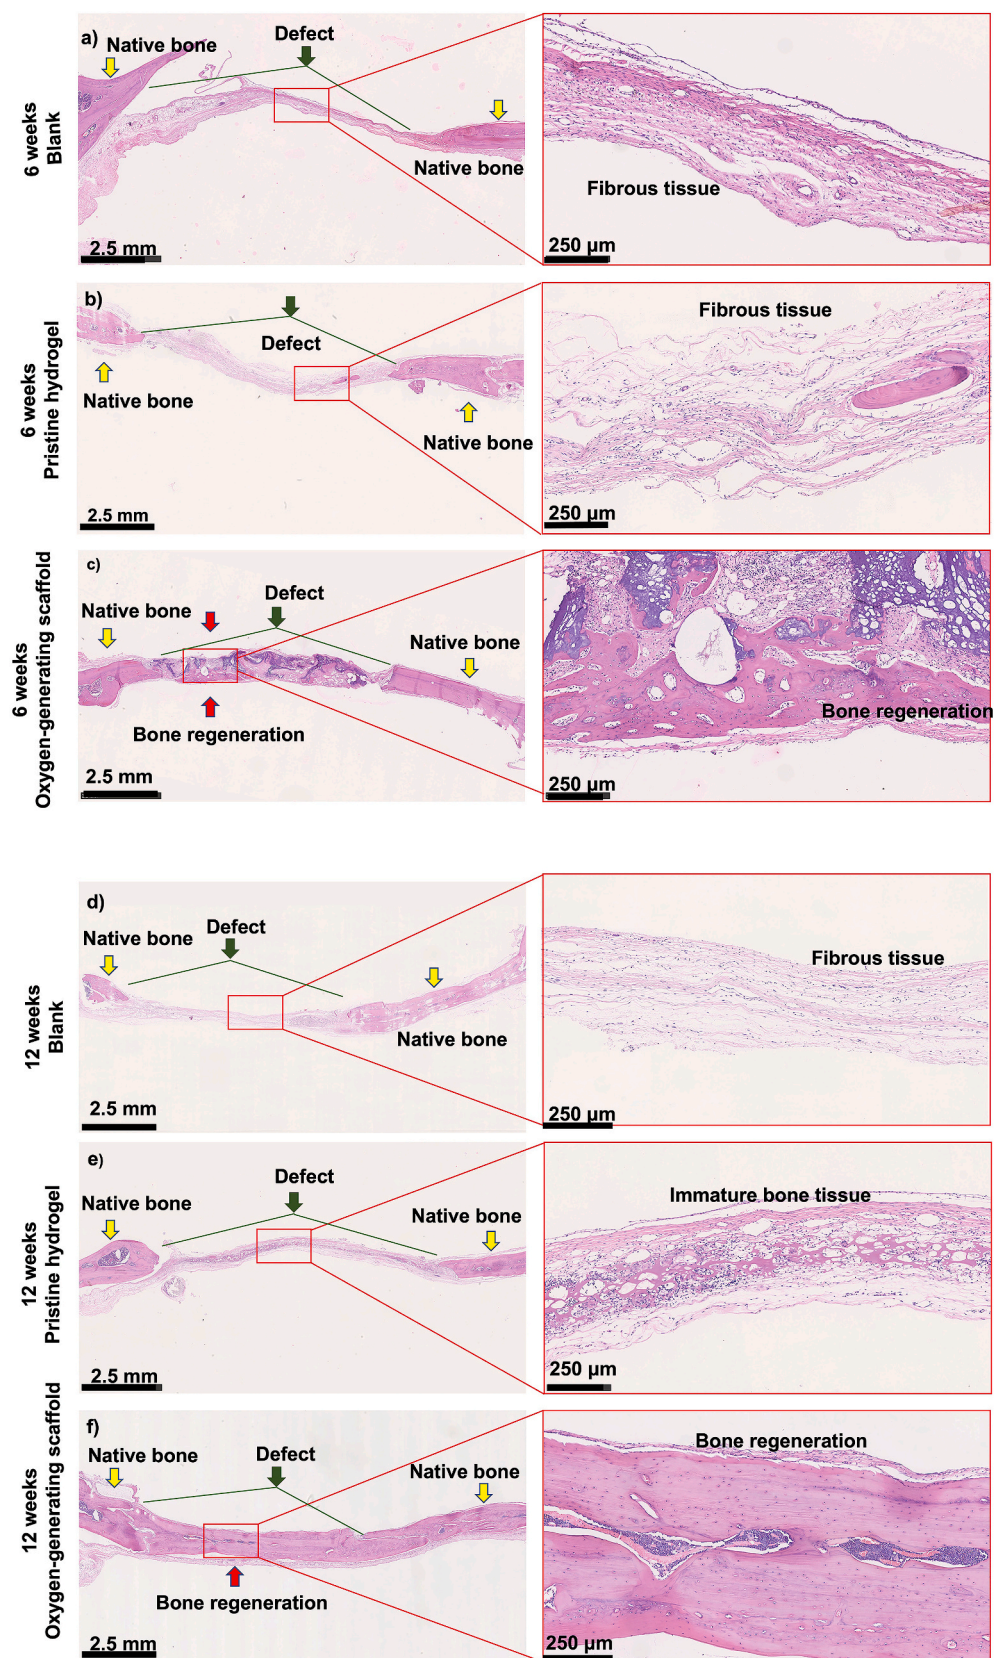 a)
Native bone
Defect
Native bone
2.5 mm
6 weeks
Blank
Fibrous tissue
250 µm
b)
Defect
Native bone
Native bone
2.5 mm
6 weeks
Pristine hydrogel
Fibrous tissue
250 µm
c)
Native bone
Defect
Native bone
Bone regeneration
2.5 mm
6 weeks
Oxygen-generating scaffold
Bone regeneration
250 µm
d)
Native bone
Defect
Native bone
2.5 mm
12 weeks
Blank
Fibrous tissue
250 µm
e)
Native bone
Defect
Native bone
2.5 mm
12 weeks
Pristine hydrogel
Immature bone tissue
250 µm
f)
Native bone
Defect
Native bone
Bone regeneration
2.5 mm
12 weeks
Oxygen-generating scaffold
Bone regeneration
250 µm